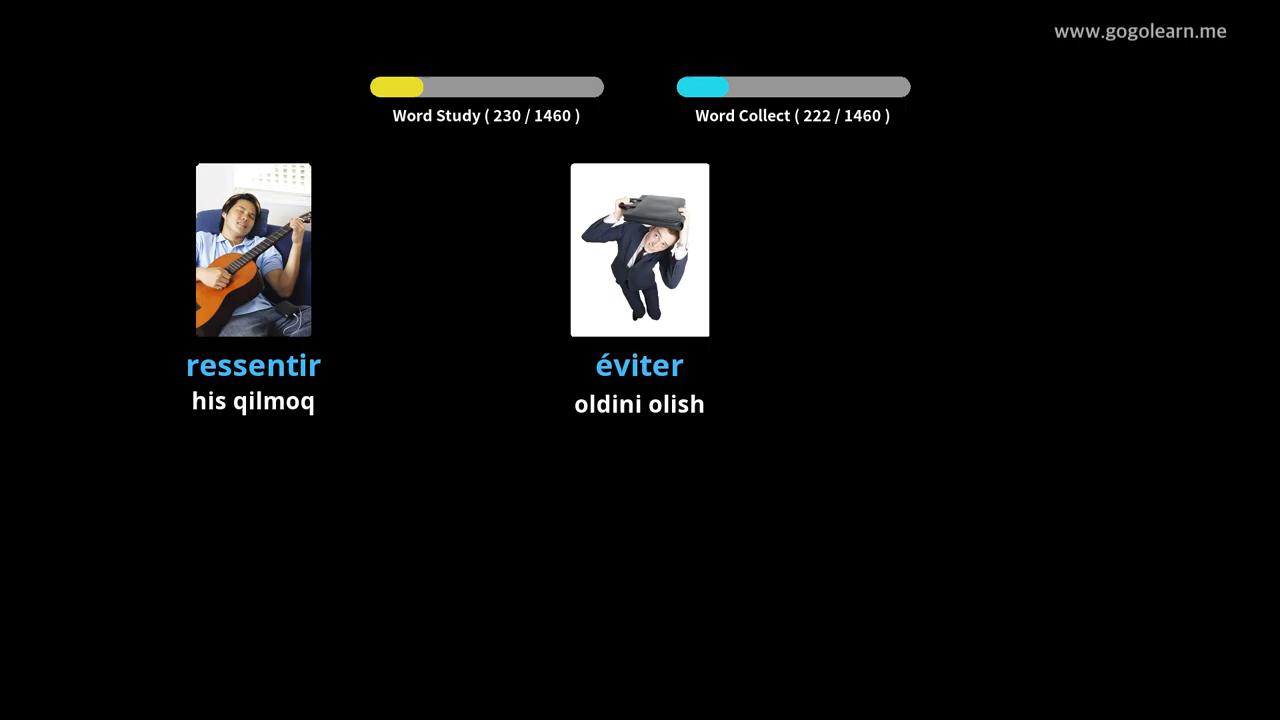 www.gogolearn.me
Word Study ( 230 / 1460 )
Word Collect ( 222 / 1460 )
ressentir
his qilmoq
éviter
oldini olish